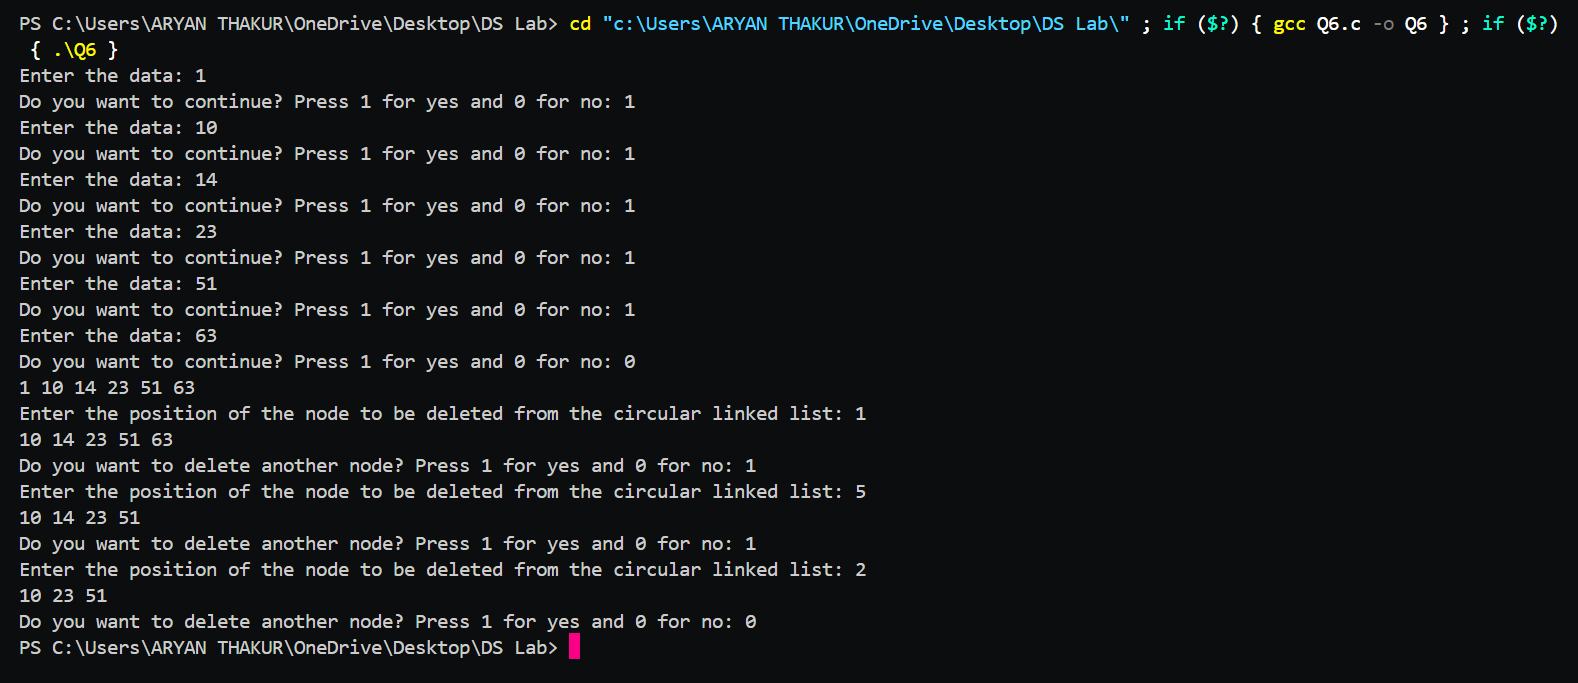 PS C:\Users\ARYAN THAKUR\OneDrive\Desktop\DS Lab> cd "c:\Users\ARYAN THAKUR\OneDrive\Desktop\DS Lab\" ; if ($?) { gcc Q6.c -o Q6 } ; if ($?)
{ .\Q6 }
Enter the data: 1
Do you want to continue? Press 1 for yes and 0 for no: 1
Enter the data: 10
Do you want to continue? Press 1 for yes and 0 for no: 1
Enter the data: 14
Do you want to continue? Press 1 for yes and 0 for no: 1
Enter the data: 23
Do you want to continue? Press 1 for yes and 0 for no: 1
Enter the data: 51
Do you want to continue? Press 1 for yes and 0 for no: 1
Enter the data: 63
Do you want to continue? Press 1 for yes and 0 for no: 0
1 10 14 23 51 63
Enter the position of the node to be deleted from the circular linked list: 1
10 14 23 51 63
Do you want to delete another node? Press 1 for yes and 0 for no: 1
Enter the position of the node to be deleted from the circular linked list: 5
10 14 23 51
Do you want to delete another node? Press 1 for yes and 0 for no: 1
Enter the position of the node to be deleted from the circular linked list: 2
10 23 51
Do you want to delete another node? Press 1 for yes and 0 for no: 0
PS C:\Users\ARYAN THAKUR\OneDrive\Desktop\DS Lab>